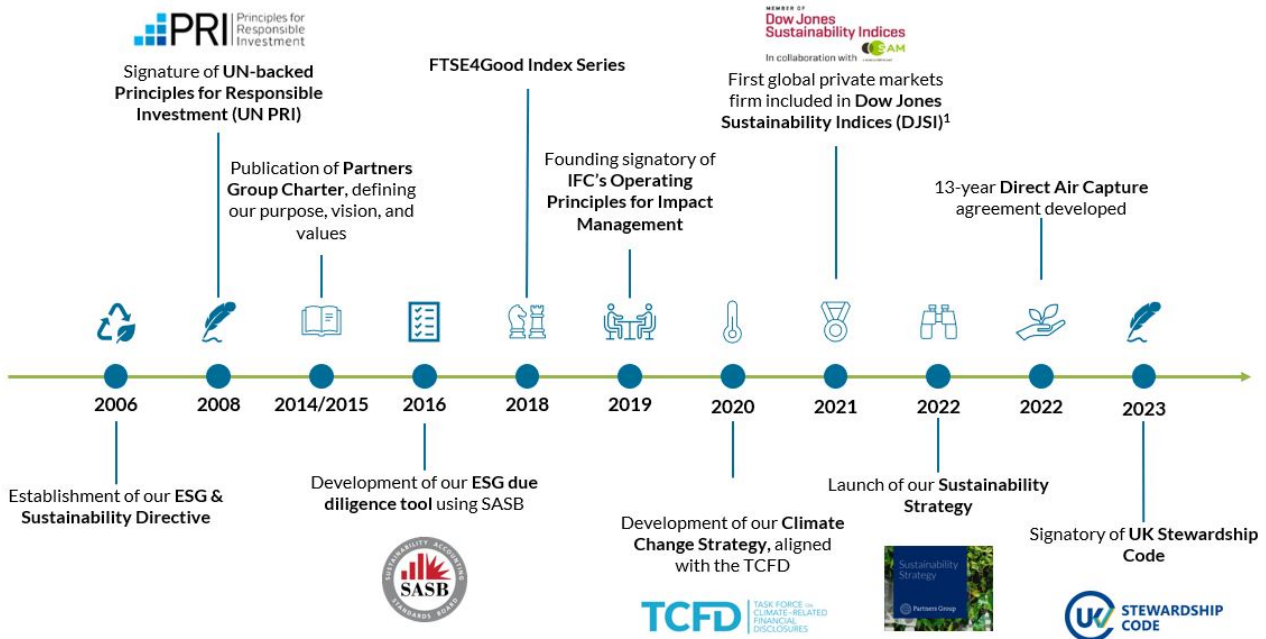 PRI Principles for
Responsible
Investment
Signature of UN-backed
Principles for Responsible
Investment (UN PRI)
Publication of Partners
Group Charter, defining
our purpose, vision, and
values
FTSE4Good Index Series
Founding signatory of
IFC's Operating
Principles for Impact
Management
MEMBER OF
Dow Jones
Sustainability Indices
In collaboration with SAM
First global private markets
firm included in Dow Jones
Sustainability Indices (DJSI)¹
13-year Direct Air Capture
agreement developed
2006
2008
2014/2015
2016
2018
2019
2020
2021
2022
2022
2023
Establishment of our ESG &
Sustainability Directive
Development of our ESG due
diligence tool using SASB
SUSTAINABILITY ACCOUNTING
SASB
STANDARDS BOARD
Development of our Climate
Change Strategy, aligned
with the TCFD
TCFD TASK FORCE ON
CLIMATE-RELATED
FINANCIAL
DISCLOSURES
Launch of our Sustainability
Strategy
Sustainability
Strategy
Partners Group
Signatory of UK Stewardship
Code
UK STEWARDSHIP
CODE